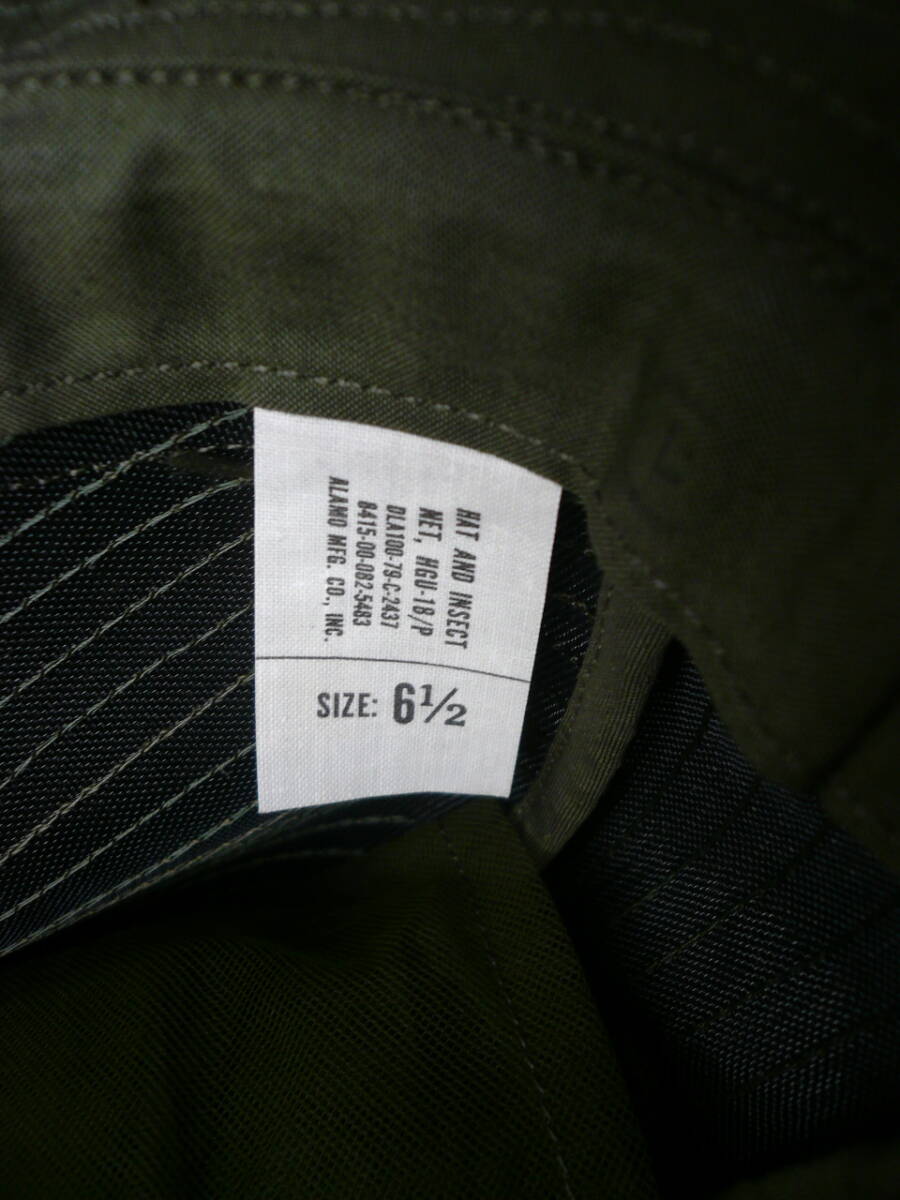 HAT AND INSECT
NET, HGU-18/P
DLA100-79-C-2437
8415-00-082-5483
ALAMO MFG. CO., INC.
SIZE: 6½